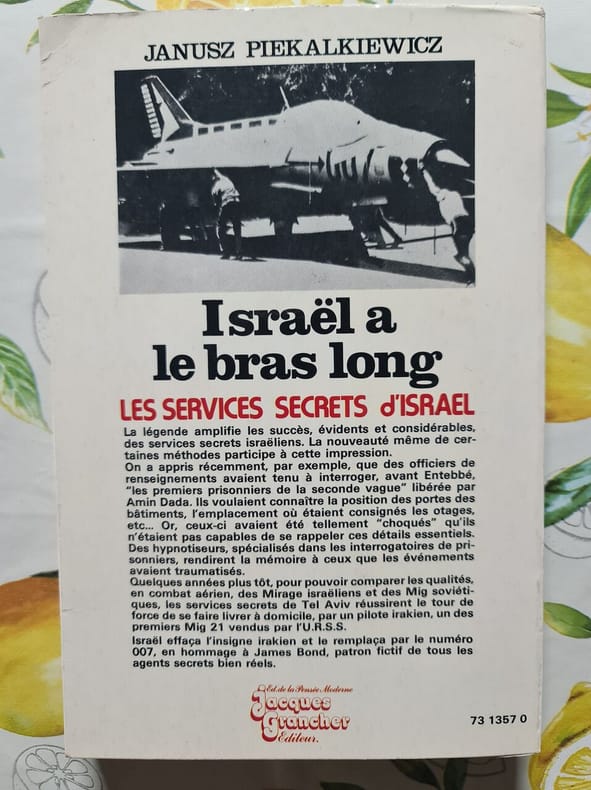 JANUSZ PIEKALKIEWICZ
007
Israël a
le bras long
LES SERVICES SECRETS d'ISRAEL
La légende amplifie les succès, évidents et considérables,
des services secrets israéliens. La nouveauté même de cer-
taines méthodes participe à cette impression.
On a appris récemment, par exemple, que des officiers de
renseignements avaient tenu à interroger, avant Entebbé,
"les premiers prisonniers de la seconde vague" libérée par
Amin Dada. Ils voulaient connaître la position des portes des
bâtiments, l'emplacement où étaient consignés les otages,
etc... Or, ceux-ci avaient été tellement "choqués" qu'ils
n'étaient pas capables de se rappeler ces détails essentiels.
Des hypnotiseurs, spécialisés dans les interrogatoires de pri-
sonniers, rendirent la mémoire à ceux que les événements
avaient traumatisés.
Quelques années plus tôt, pour pouvoir comparer les qualités,
en combat aérien, des Mirage israéliens et des Mig soviéti-
ques, les services secrets de Tel Aviv réussirent le tour de
force de se faire livrer à domicile, par un pilote irakien, un des
premiers Mig 21 vendus par l'U.R.S.S.
Israël effaça l'insigne irakien et le remplaça par le numéro
007, en hommage à James Bond, patron fictif de tous les
agents secrets bien réels.
Ed. de la Pensée Moderne
Jacques
Grancher
Editeur.
73 1357 0